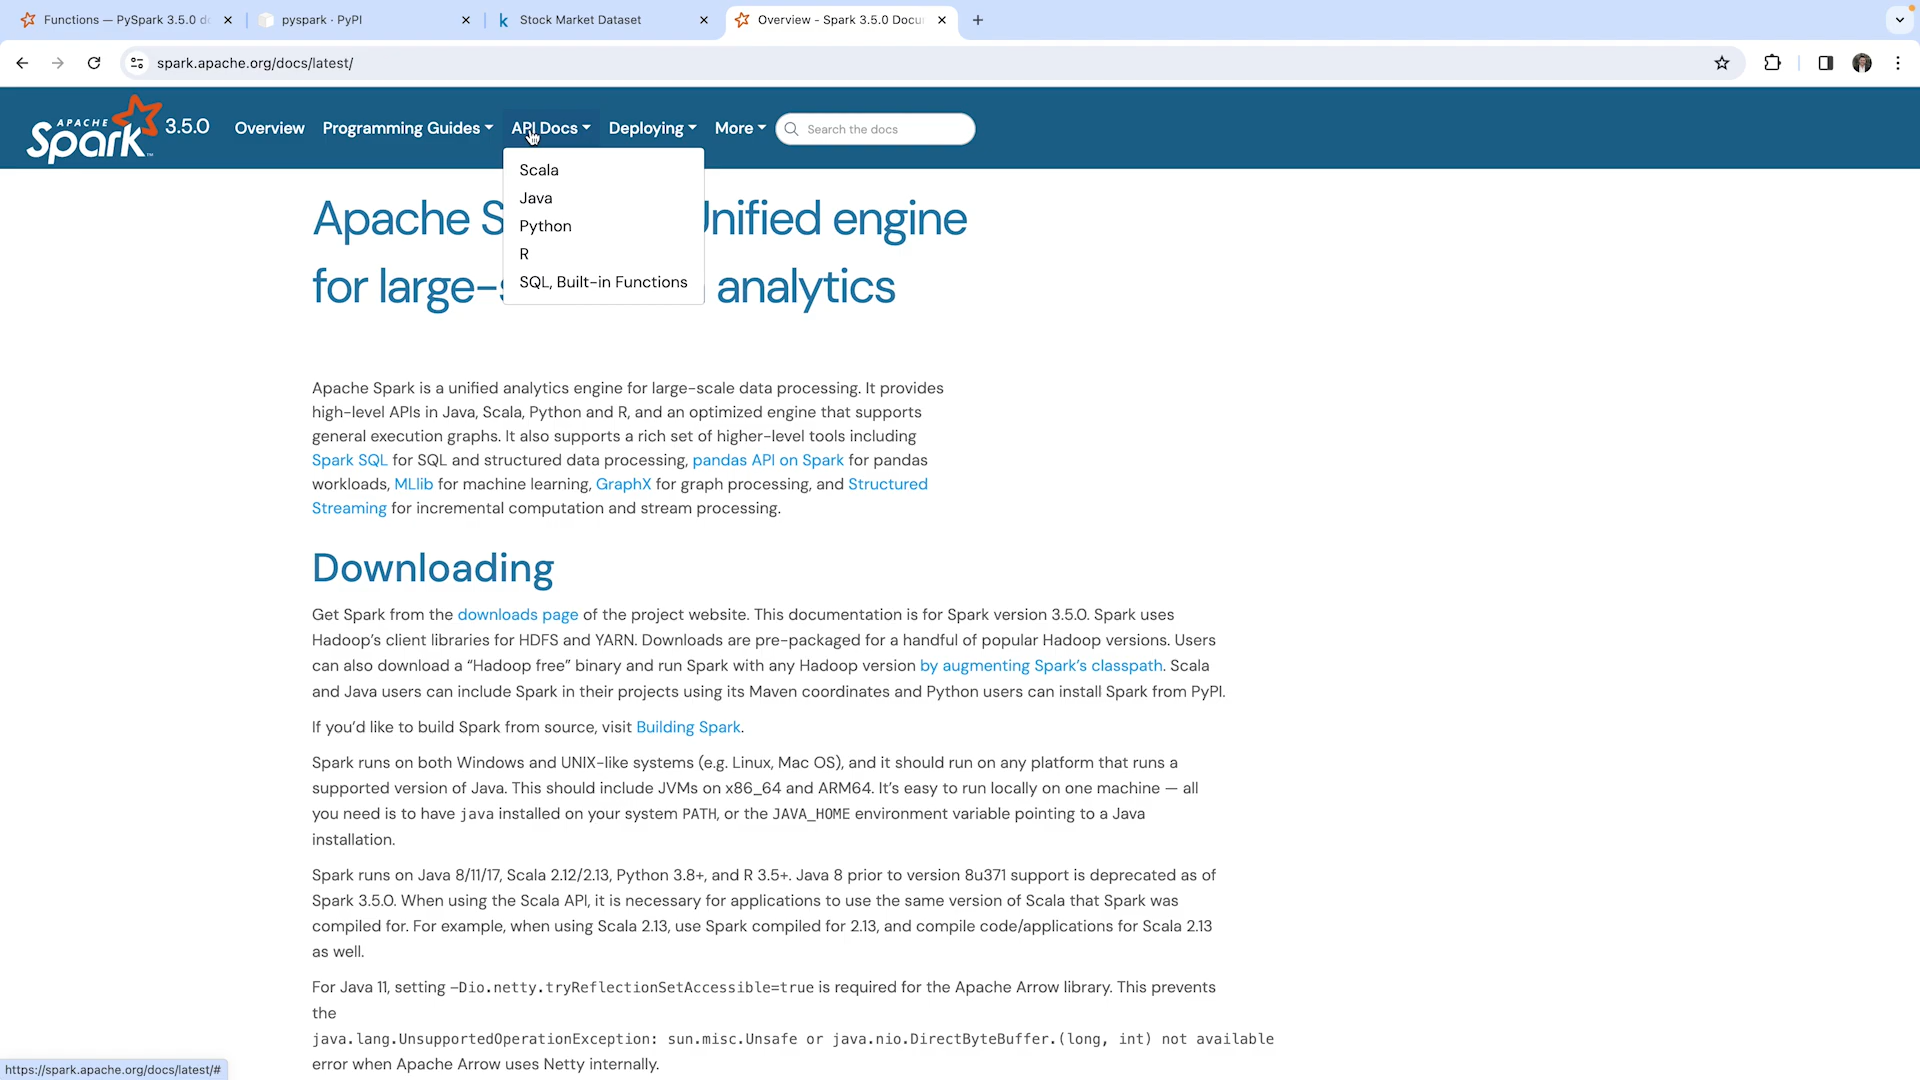 Functions — PySpark 3.5.0 do
pyspark · PyPI
Stock Market Dataset
Overview - Spark 3.5.0 Docu
spark.apache.org/docs/latest/
APACHE
Spark™
3.5.0
Overview
Programming Guides
API Docs
Deploying
More
Search the docs
Scala
Java
Python
R
SQL, Built-in Functions
Apache S Unified engine
for large-s analytics
Apache Spark is a unified analytics engine for large-scale data processing. It provides
high-level APIs in Java, Scala, Python and R, and an optimized engine that supports
general execution graphs. It also supports a rich set of higher-level tools including
Spark SQL for SQL and structured data processing, pandas API on Spark for pandas
workloads, MLlib for machine learning, GraphX for graph processing, and Structured
Streaming for incremental computation and stream processing.
Downloading
Get Spark from the downloads page of the project website. This documentation is for Spark version 3.5.0. Spark uses
Hadoop’s client libraries for HDFS and YARN. Downloads are pre-packaged for a handful of popular Hadoop versions. Users
can also download a “Hadoop free” binary and run Spark with any Hadoop version by augmenting Spark’s classpath. Scala
and Java users can include Spark in their projects using its Maven coordinates and Python users can install Spark from PyPI.
If you’d like to build Spark from source, visit Building Spark.
Spark runs on both Windows and UNIX-like systems (e.g. Linux, Mac OS), and it should run on any platform that runs a
supported version of Java. This should include JVMs on x86_64 and ARM64. It’s easy to run locally on one machine — all
you need is to have java installed on your system PATH, or the JAVA_HOME environment variable pointing to a Java
installation.
Spark runs on Java 8/11/17, Scala 2.12/2.13, Python 3.8+, and R 3.5+. Java 8 prior to version 8u371 support is deprecated as of
Spark 3.5.0. When using the Scala API, it is necessary for applications to use the same version of Scala that Spark was
compiled for. For example, when using Scala 2.13, use Spark compiled for 2.13, and compile code/applications for Scala 2.13
as well.
For Java 11, setting –Dio.netty.tryReflectionSetAccessible=true is required for the Apache Arrow library. This prevents
the
java.lang.UnsupportedOperationException: sun.misc.Unsafe or java.nio.DirectByteBuffer.(long, int) not available
error when Apache Arrow uses Netty internally.
https://spark.apache.org/docs/latest/#